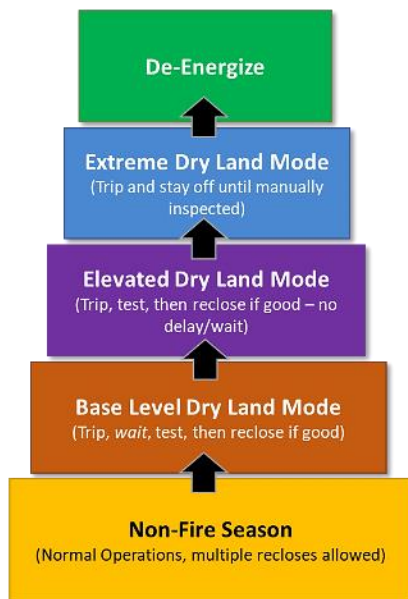 De-Energize
Extreme Dry Land Mode
(Trip and stay off until manually
inspected)
Elevated Dry Land Mode
(Trip, test, then reclose if good – no
delay/wait)
Base Level Dry Land Mode
(Trip, wait, test, then reclose if good)
Non-Fire Season
(Normal Operations, multiple recloses allowed)